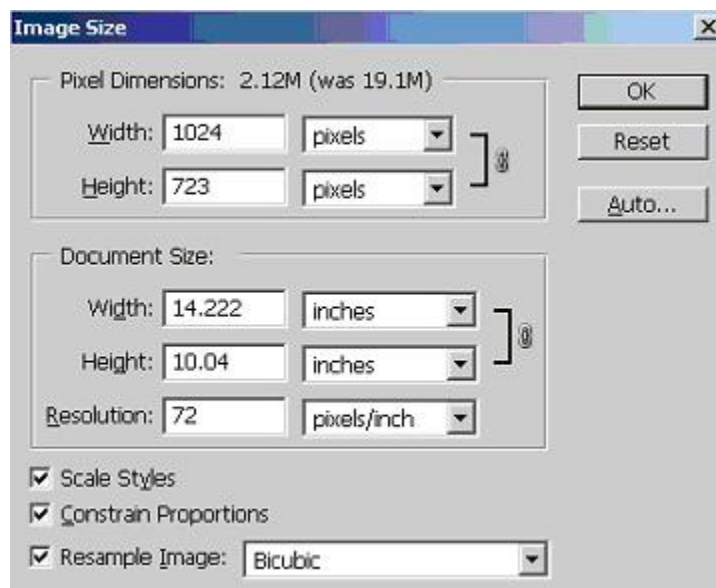 Image Size
Pixel Dimensions: 2.12M (was 19.1M)
OK
Width: 1024 pixels
Reset
Height: 723 pixels
Auto...
Document Size:
Width: 14.222 inches
Height: 10.04 inches
Resolution: 72 pixels/inch
Scale Styles
Constrain Proportions
Resample Image: Bicubic